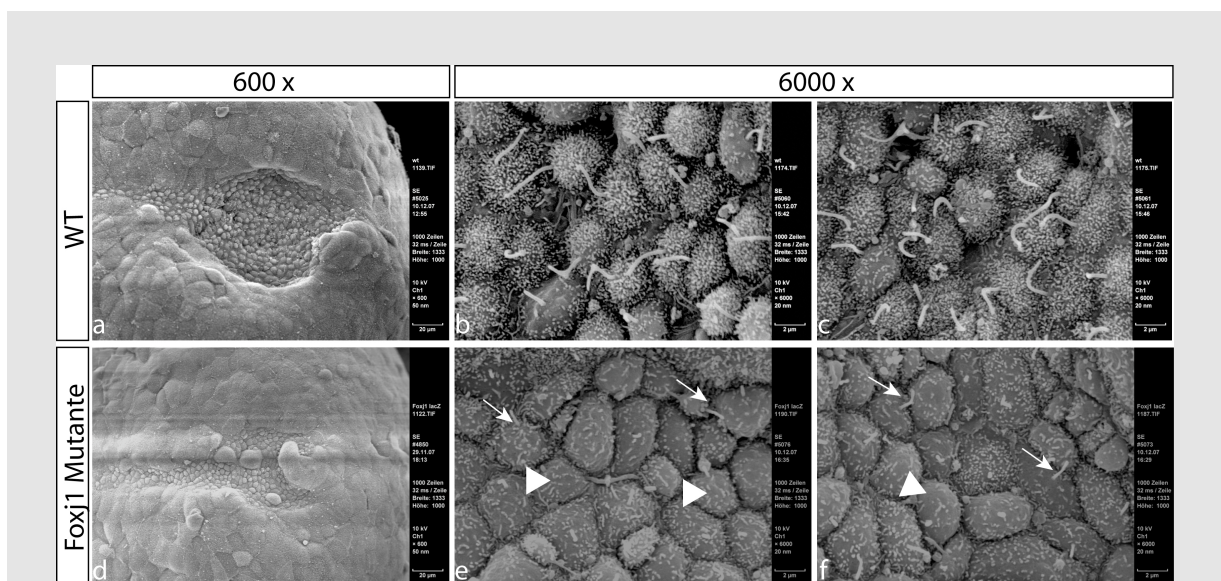 600 x
6000 x
WT
a
wt
1139.TIF
SE
#5025
10.12.07
12:55
1000 Zeilen
32 ms / Zeile
Breite: 1333
Höhe: 1000
10 kV
Ch1
× 600
50 nm
20 µm
b
wt
1174.TIF
SE
#5060
10.12.07
15:42
1000 Zeilen
32 ms / Zeile
Breite: 1333
Höhe: 1000
10 kV
Ch1
× 6000
20 nm
2 µm
c
wt
1175.TIF
SE
#5061
10.12.07
15:46
1000 Zeilen
32 ms / Zeile
Breite: 1333
Höhe: 1000
10 kV
Ch1
× 6000
20 nm
2 µm
Foxj1 Mutante
d
Foxj1 lacZ
1122.TIF
SE
#4850
29.11.07
18:13
1000 Zeilen
32 ms / Zeile
Breite: 1333
Höhe: 1000
10 kV
Ch1
× 600
50 nm
20 µm
e
Foxj1 lacZ
1190.TIF
SE
#5076
10.12.07
16:35
1000 Zeilen
32 ms / Zeile
Breite: 1333
Höhe: 1000
10 kV
Ch1
× 6000
20 nm
2 µm
f
Foxj1 lacZ
1187.TIF
SE
#5073
10.12.07
16:29
1000 Zeilen
32 ms / Zeile
Breite: 1333
Höhe: 1000
10 kV
Ch1
× 6000
20 nm
2 µm